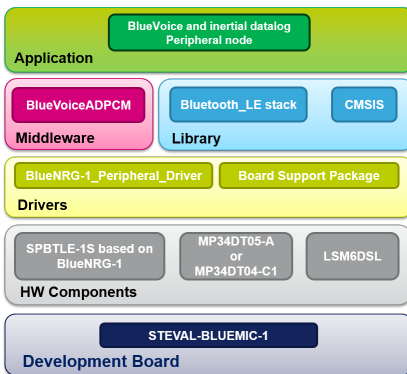 BlueVoice and inertial datalog
Peripheral node
Application
BlueVoiceADPCM
Middleware
Bluetooth_LE stack
CMSIS
Library
BlueNRG-1_Peripheral_Driver
Board Support Package
Drivers
SPBTLE-1S based on
BlueNRG-1
MP34DT05-A
or
MP34DT04-C1
LSM6DSL
HW Components
STEVAL-BLUEMIC-1
Development Board